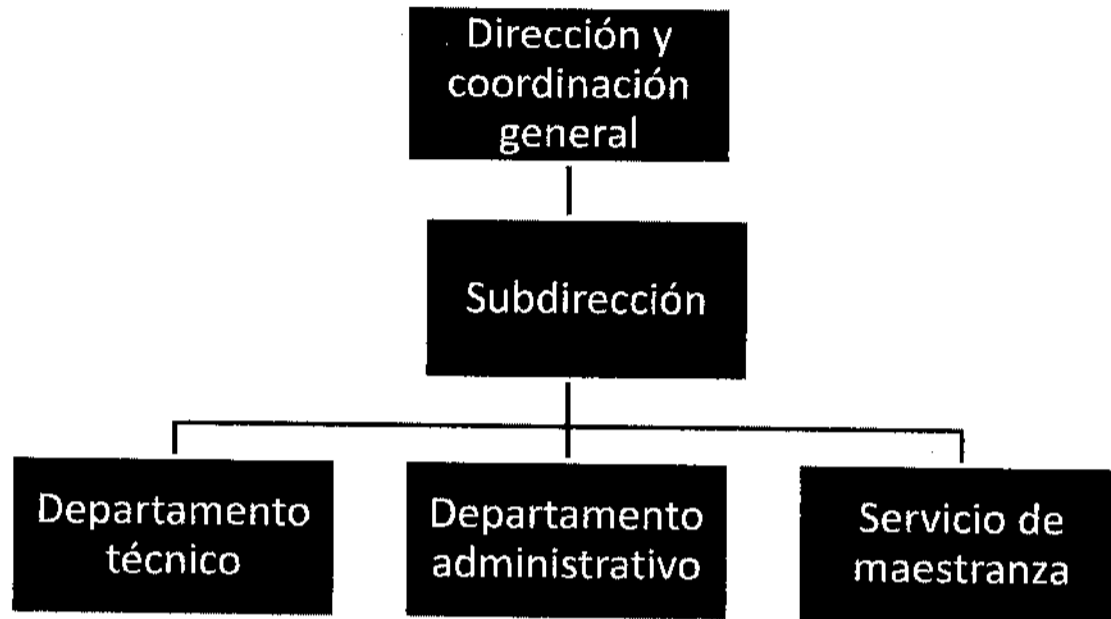 Dirección y
coordinación
general
Subdirección
Departamento
técnico
Departamento
administrativo
Servicio de
maestranza